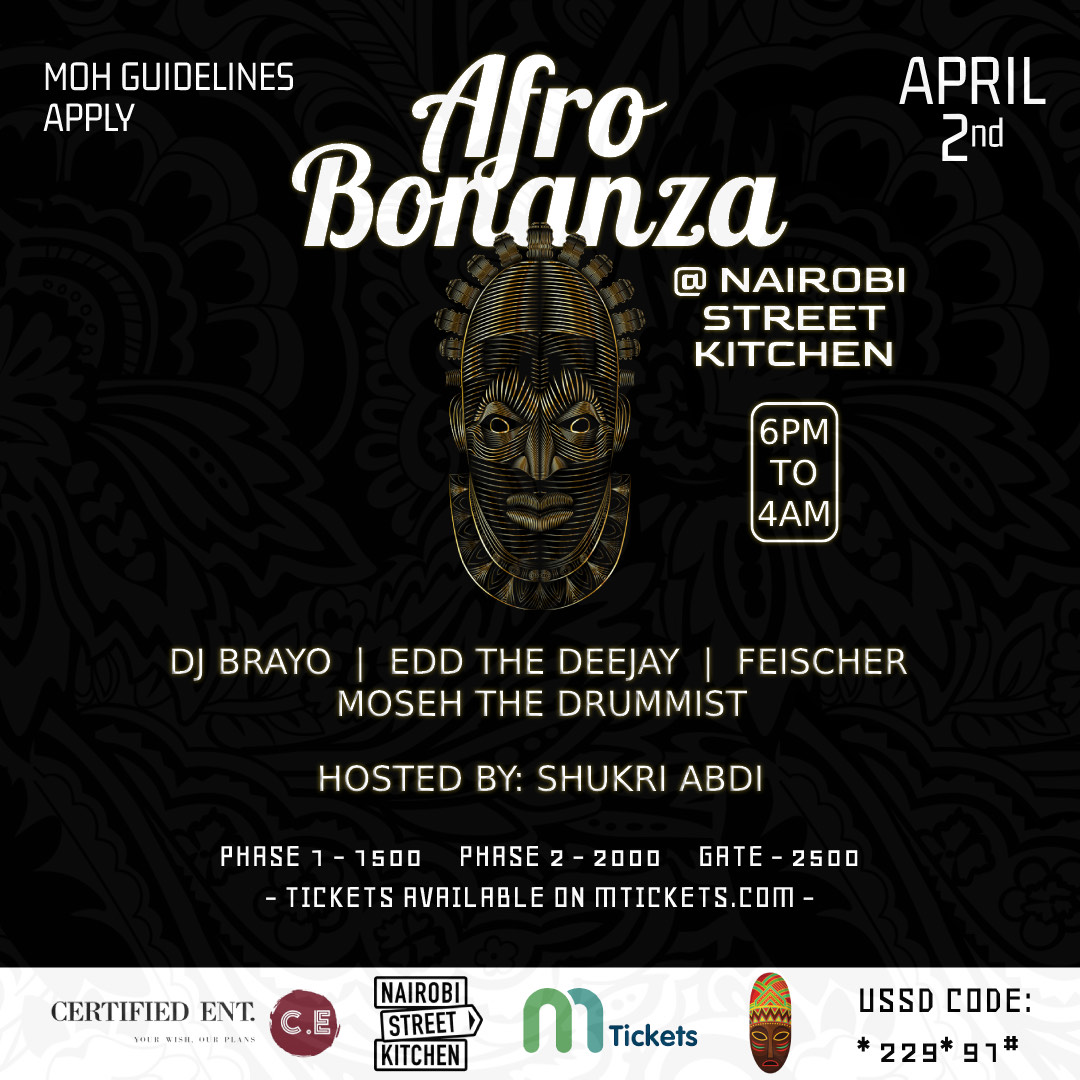 MOH GUIDELINES
APPLY
Afro
Bonanza
APRIL
2nd
@ NAIROBI
STREET
KITCHEN
6PM
TO
4AM
DJ BRAYO | EDD THE DEEJAY | FEISCHER
MOSEH THE DRUMMIST
HOSTED BY: SHUKRI ABDI
PHASE 1 - 1500 PHASE 2 - 2000 GATE - 2500
- TICKETS AVAILABLE ON MTICKETS.COM -
CERTIFIED ENT.
YOUR WISH, OUR PLANS
C.E
NAIROBI
STREET
KITCHEN
m Tickets
USSD CODE:
*229*97#